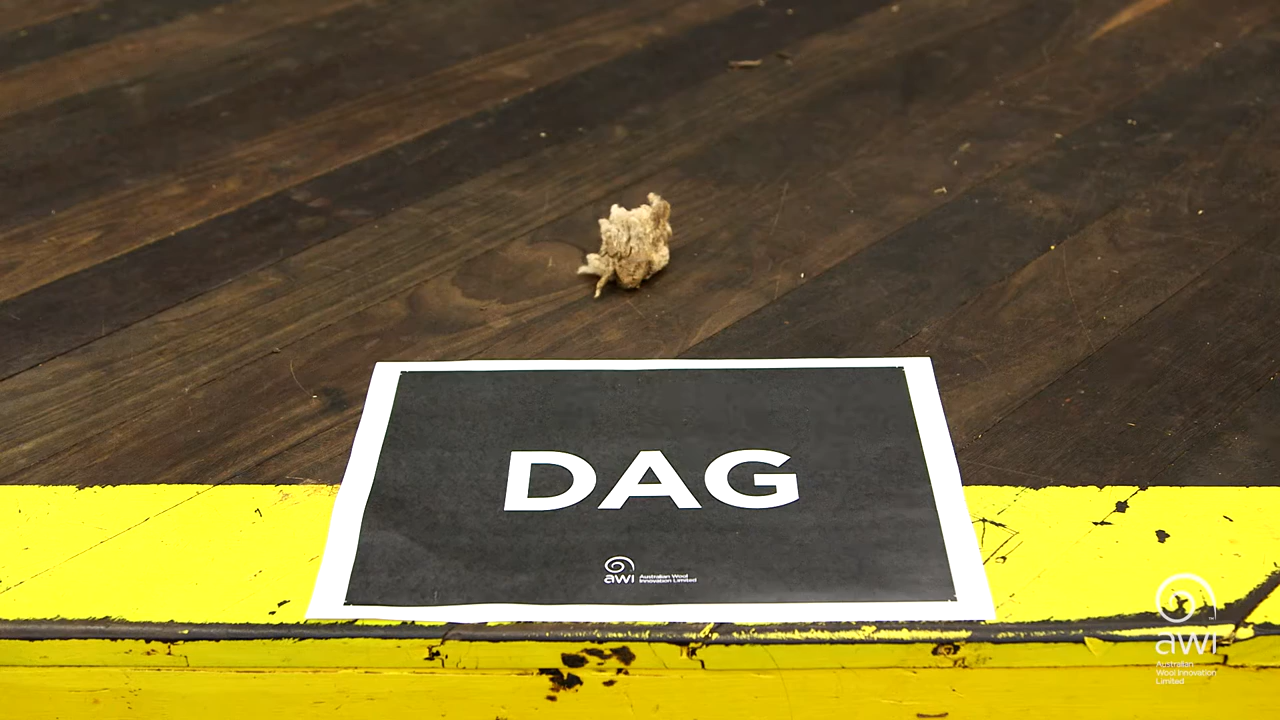 DAG
awi Australian Wool
Innovation Limited
awi
Australian
Wool Innovation
Limited